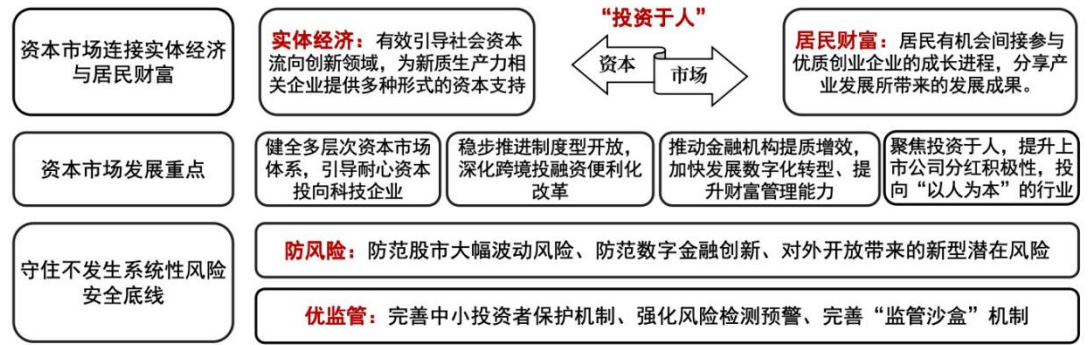 资本市场连接实体经济
与居民财富
实体经济：有效引导社会资本
流向创新领域，为新质生产力相
关企业提供多种形式的资本支持
“投资于人”
资本
市场
居民财富：居民有机会间接参与
优质创业企业的成长进程，分享产
业发展所带来的发展成果。
资本市场发展重点
健全多层次资本市场
体系，引导耐心资本
投向科技企业
稳步推进制度型开放，
深化跨境投融资便利化
改革
推动金融机构提质增效，
加快发展数字化转型、提
升财富管理能力
聚焦投资于人，提升上
市公司分红积极性，投
向“以人为本”的行业
守住不发生系统性风险
安全底线
防风险：防范股市大幅波动风险、防范数字金融创新、对外开放带来的新型潜在风险
优监管：完善中小投资者保护机制、强化风险检测预警、完善“监管沙盒”机制